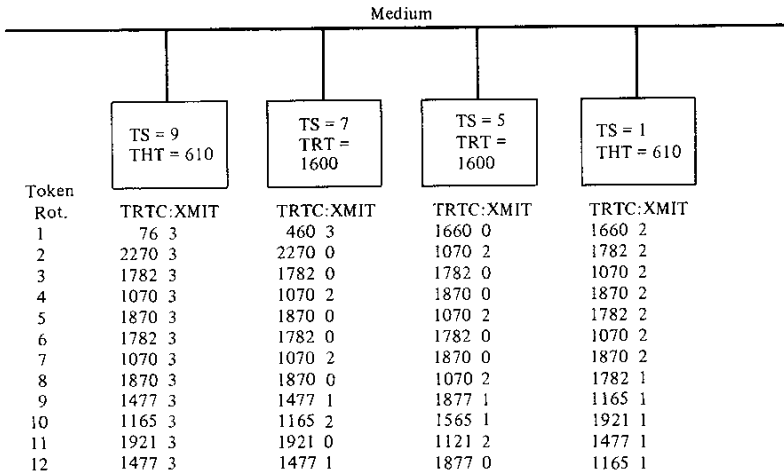 Medium
TS = 9
THT = 610
TS = 7
TRT =
1600
TS = 5
TRT =
1600
TS = 1
THT = 610
Token
Rot. TRTC:XMIT TRTC:XMIT TRTC:XMIT TRTC:XMIT
1 76 3 460 3 1660 0 1660 2
2 2270 3 2270 0 1070 2 1782 2
3 1782 3 1782 0 1782 0 1070 2
4 1070 3 1070 2 1870 0 1870 2
5 1870 3 1870 0 1070 2 1782 2
6 1782 3 1782 0 1782 0 1070 2
7 1070 3 1070 2 1870 0 1870 2
8 1870 3 1870 0 1070 2 1782 1
9 1477 3 1477 1 1877 1 1165 1
10 1165 3 1165 2 1565 1 1921 1
11 1921 3 1921 0 1121 2 1477 1
12 1477 3 1477 1 1877 0 1165 1